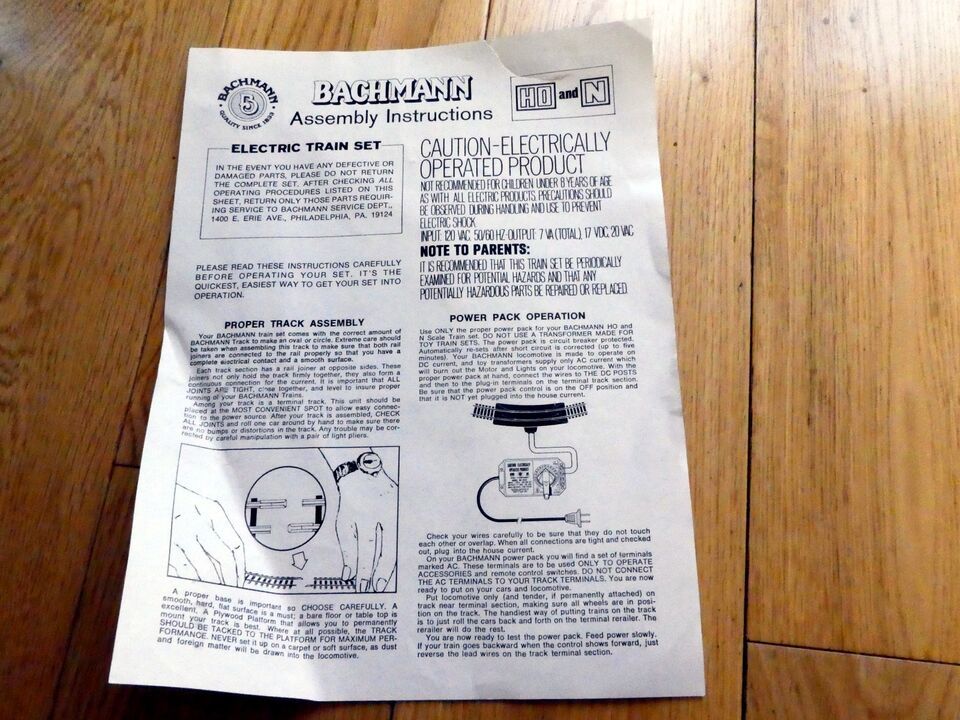 BACHMANN
5
QUALITY SINCE 1833
BACHMANN
Assembly Instructions
HO and N
ELECTRIC TRAIN SET
IN THE EVENT YOU HAVE ANY DEFECTIVE OR
DAMAGED PARTS, PLEASE DO NOT RETURN
THE COMPLETE SET. AFTER CHECKING ALL
OPERATING PROCEDURES LISTED ON THIS
SHEET, RETURN ONLY THOSE PARTS REQUIR-
ING SERVICE TO BACHMANN SERVICE DEPT.,
1400 E. ERIE AVE., PHILADELPHIA, PA. 19124
PLEASE READ THESE INSTRUCTIONS CAREFULLY
BEFORE OPERATING YOUR SET. IT'S THE
QUICKEST, EASIEST WAY TO GET YOUR SET INTO
OPERATION.
PROPER TRACK ASSEMBLY
Your BACHMANN train set comes with the correct amount of
BACHMANN Track to make an oval or circle. Extreme care should
be taken when assembling this track to make sure that both rail
joiners are connected to the rail properly so that you have a
complete electrical contact and a smooth surface.
Each track section has a rail joiner at opposite sides. These
joiners not only hold the track firmly together, they also form a
continuous connection for the current. It is important that ALL
JOINTS ARE TIGHT, close together, and level to insure proper
running of your BACHMANN Trains.
Among your track is a terminal track. This unit should be
placed at the MOST CONVENIENT SPOT to allow easy connec-
tion to the power source. After your track is assembled, CHECK
ALL JOINTS and roll one car around by hand to make sure there
are no bumps or distortions in the track. Any trouble may be cor-
rected by careful manipulation with a pair of light pliers.
A proper base is important so CHOOSE CAREFULLY. A
smooth, hard, flat surface is a must; a bare floor or table top is
excellent. A Plywood Platform that allows you to permanently
mount your track is best. Where at all possible, the TRACK
SHOULD BE TACKED TO THE PLATFORM FOR MAXIMUM PER-
FORMANCE. NEVER set it up on a carpet or soft surface, as dust
and foreign matter will be drawn into the locomotive.
CAUTION-ELECTRICALLY
OPERATED PRODUCT
NOT RECOMMENDED FOR CHILDREN UNDER 8 YEARS OF AGE
AS WITH ALL ELECTRIC PRODUCTS PRECAUTIONS SHOULD
BE OBSERVED DURING HANDLING AND USE TO PREVENT
ELECTRIC SHOCK.
INPUT: 120 VAC, 50/60 HZ-OUTPUT: 7 VA (TOTAL), 17 VDC, 20 VAC
NOTE TO PARENTS:
IT IS RECOMMENDED THAT THIS TRAIN SET BE PERIODICALLY
EXAMINED FOR POTENTIAL HAZARDS AND THAT ANY
POTENTIALLY HAZARDOUS PARTS BE REPAIRED OR REPLACED.
POWER PACK OPERATION
Use ONLY the proper power pack for your BACHMANN HO and
N Scale Train set. DO NOT USE A TRANSFORMER MADE FOR
TOY TRAIN SETS. The power pack is circuit breaker protected.
Automatically re-sets after short circuit is corrected (up to five
minutes). Your BACHMANN locomotive is made to operate on
DC current, and toy transformers supply only AC current which
will burn out the Motor and Lights on your locomotive. With the
proper power pack at hand, connect the wires to THE DC POSTS
and then to the plug-in terminals on the terminal track section.
Be sure that the power pack control is on the OFF position and
that it is NOT yet plugged into the house current.
CAUTION ELECTRICALLY
OPERATED PRODUCT
Check your wires carefully to be sure that they do not touch
each other or overlap. When all connections are tight and checked
out, plug into the house current.
On your BACHMANN power pack you will find a set of terminals
marked AC. These terminals are to be used ONLY TO OPERATE
ACCESSORIES and remote control switches. DO NOT CONNECT
THE AC TERMINALS TO YOUR TRACK TERMINALS. You are now
ready to put on your cars and locomotive.
Put locomotive only (and tender, if permanently attached) on
track near terminal section, making sure all wheels are in posi-
tion on the track. The handiest way of putting trains on the track
is to just roll the cars back and forth on the terminal rerailer. The
rerailer will do the rest.
You are now ready to test the power pack. Feed power slowly.
If your train goes backward when the control shows forward, just
reverse the lead wires on the track terminal section.